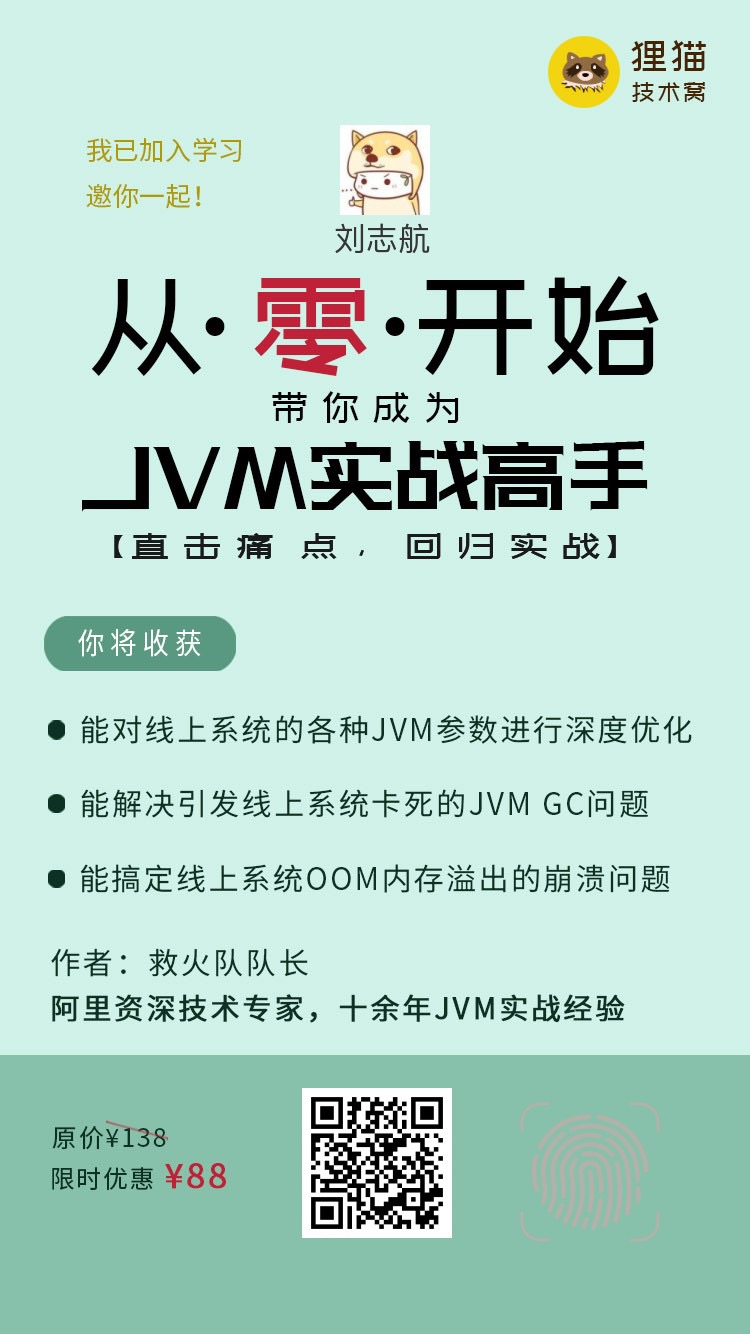 狸猫
技术窝
我已加入学习
邀你一起！
刘志航
从·零·开始
带你成为
JVM实战高手
【直击痛点，回归实战】
你将收获
能对线上系统的各种JVM参数进行深度优化
能解决引发线上系统卡死的JVM GC问题
能搞定线上系统OOM内存溢出的崩溃问题
作者：救火队队长
阿里资深技术专家，十余年JVM实战经验
原价¥138
限时优惠 ¥88